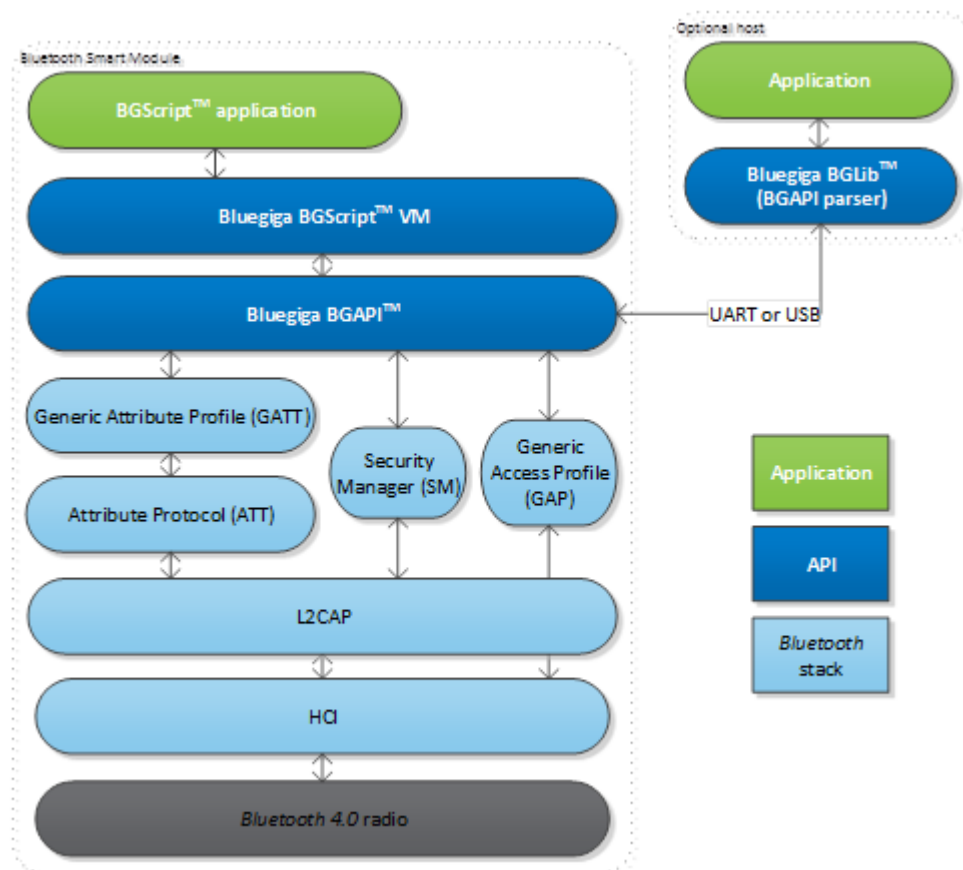 Bluetooth Smart Module
BGScript™ application
Bluegiga BGScript™ VM
Bluegiga BGAPI™
Generic Attribute Profile (GATT)
Attribute Protocol (ATT)
Security
Manager (SM)
Generic
Access Profile
(GAP)
L2CAP
HCI
Bluetooth 4.0 radio
Optional host
Application
Bluegiga BGLib™
(BGAPI parser)
UART or USB
Application
API
Bluetooth
stack